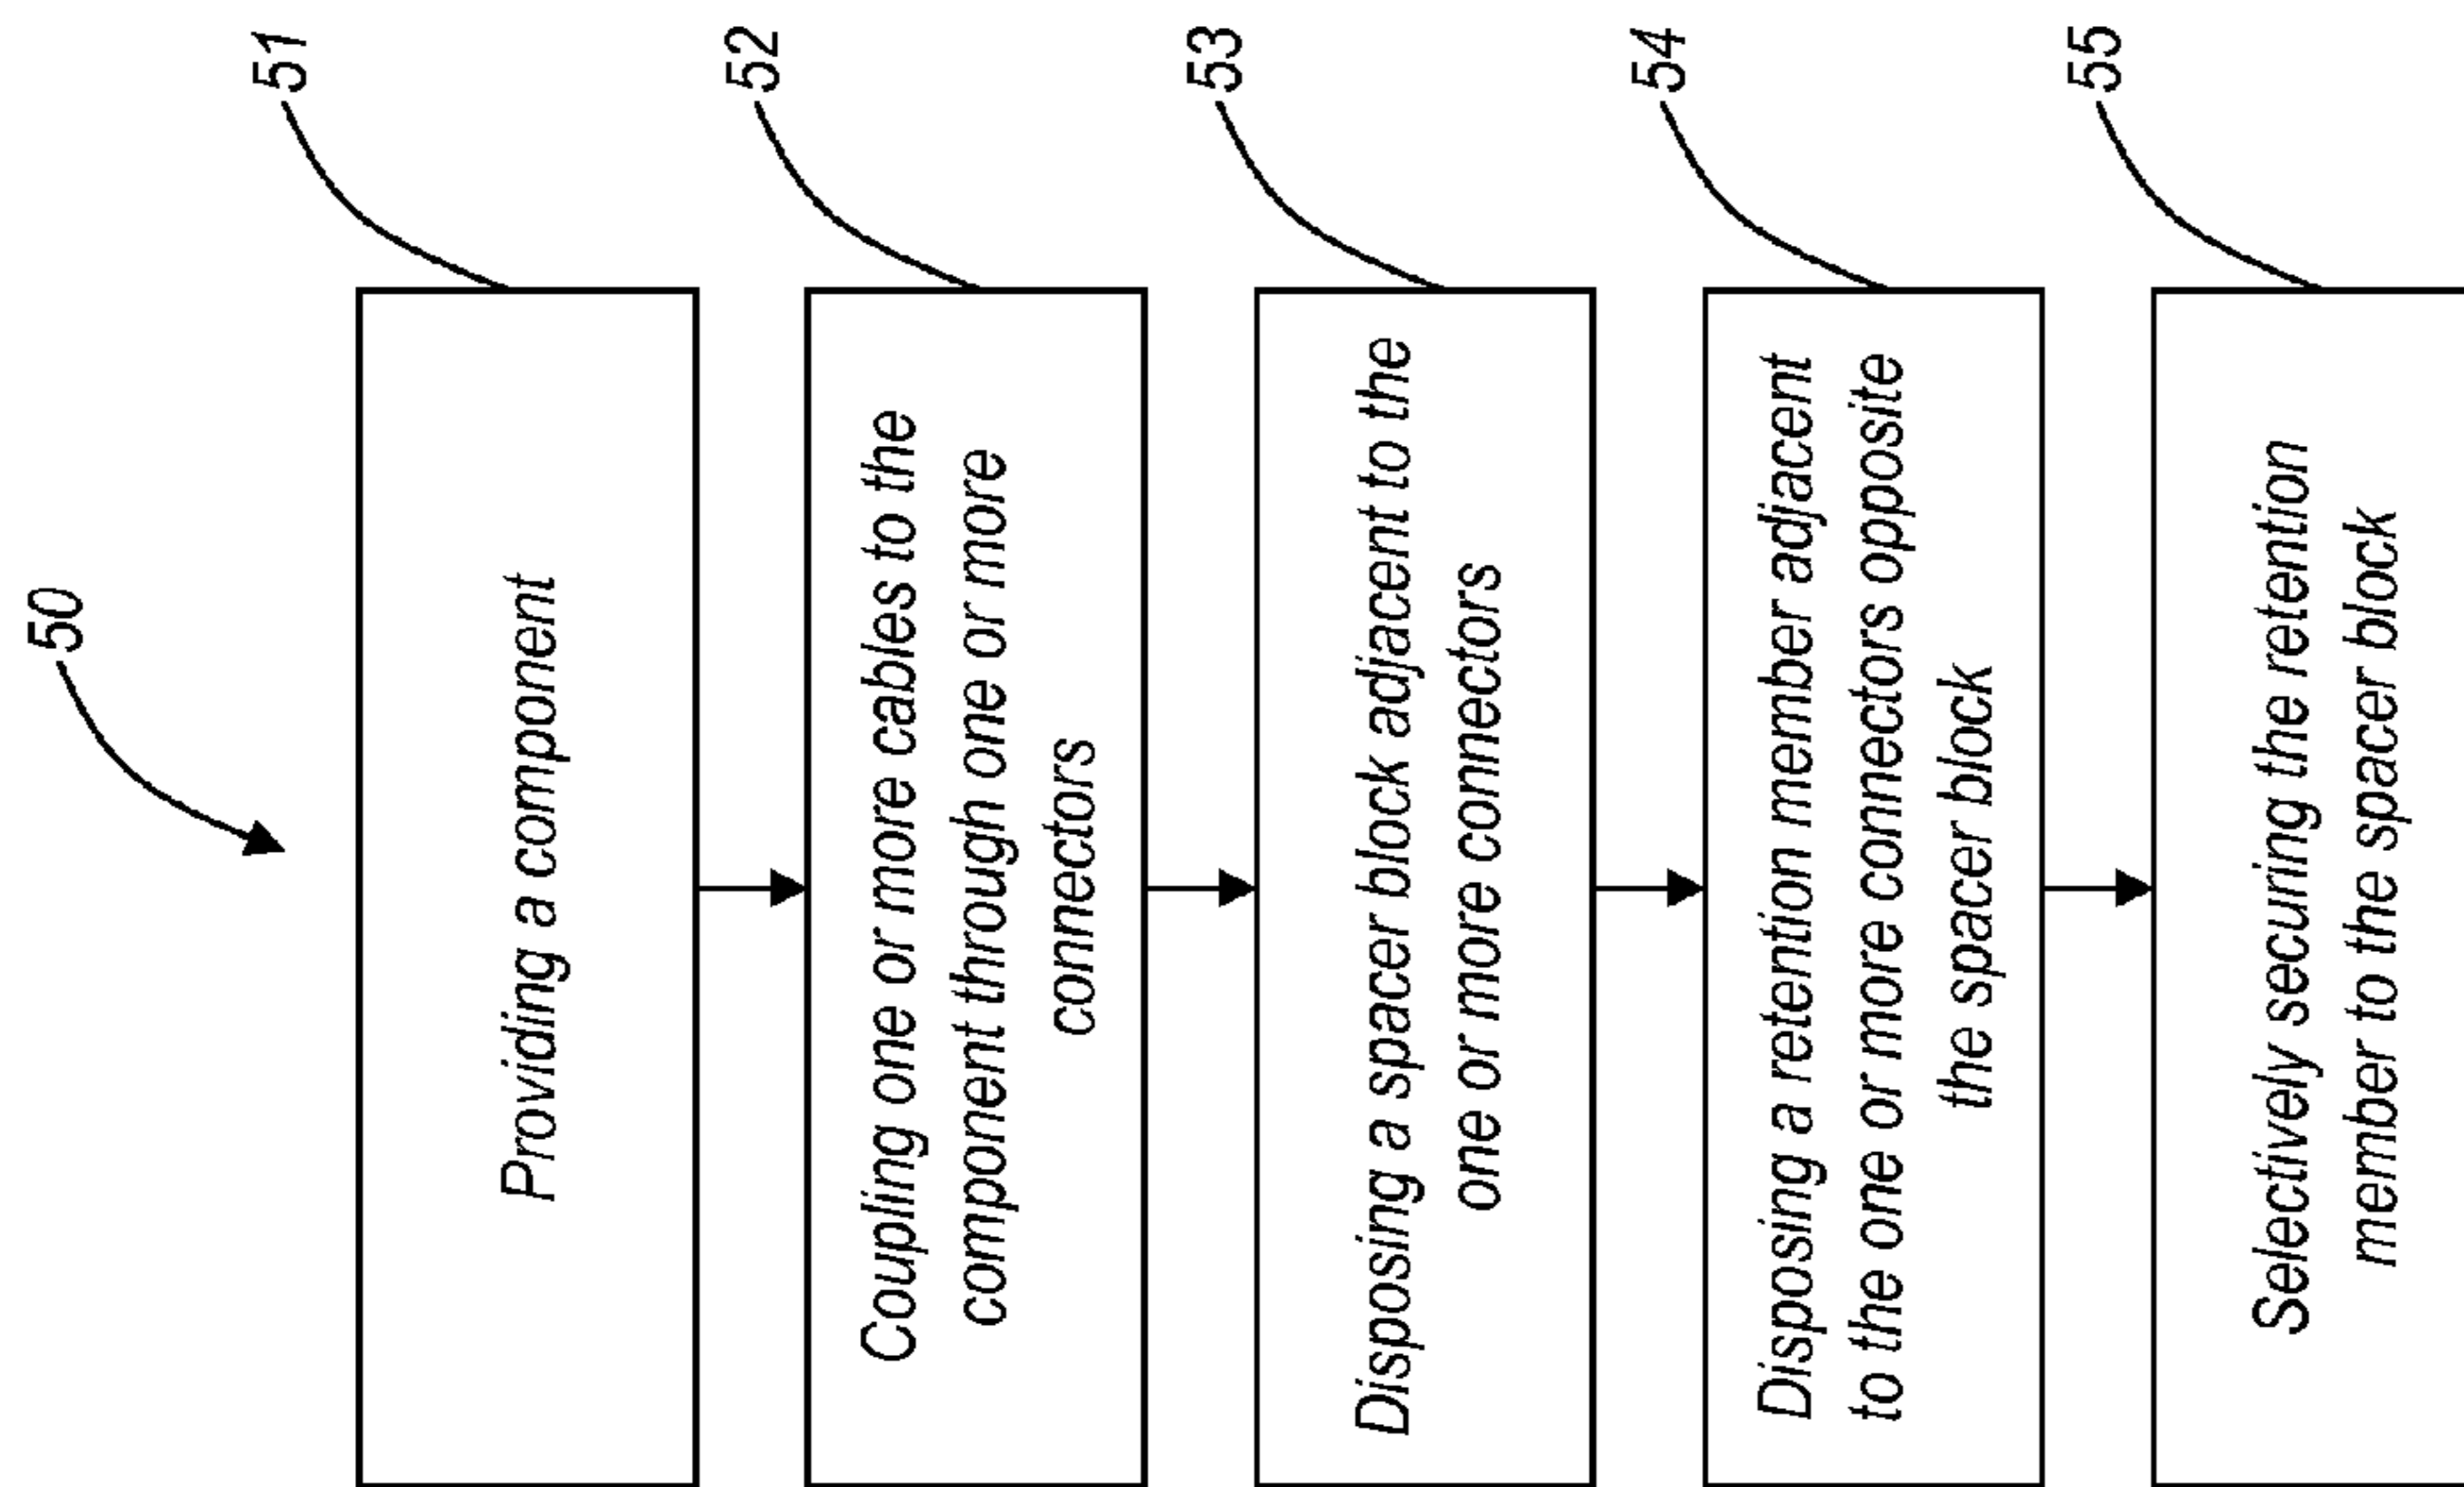 50
51
Providing a component
52
Coupling one or more cables to the
component through one or more
connectors
53
Disposing a spacer block adjacent to the
one or more connectors
54
Disposing a retention member adjacent
to the one or more connectors opposite
the spacer block
55
Selectively securing the retention
member to the spacer block